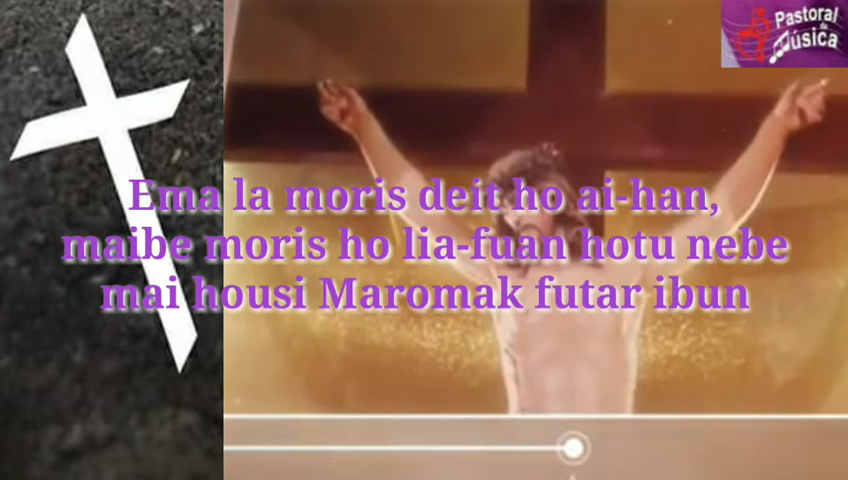 Pastoral
da
Música
Ema la moris deit ho ai-han,
maibe moris ho lia-fuan hotu nebe
mai housi Maromak futar ibun